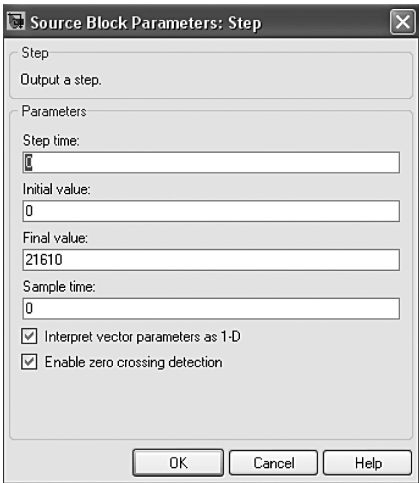 Source Block Parameters: Step
Step
Output a step.
Parameters
Step time:
0
Initial value:
0
Final value:
21610
Sample time:
0
Interpret vector parameters as 1-D
Enable zero crossing detection
OK Cancel Help